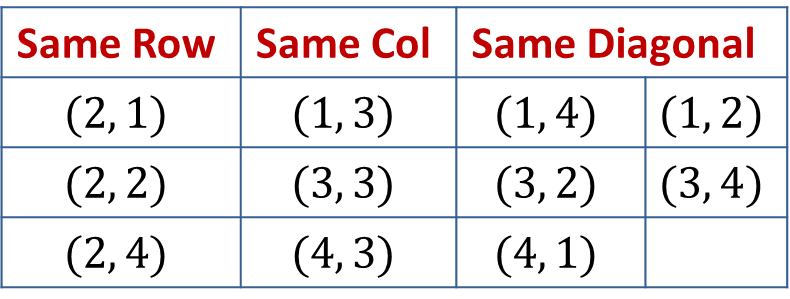 Same Row Same Col Same Diagonal
(2, 1) (1, 3) (1, 4) (1, 2)
(2, 2) (3, 3) (3, 2) (3, 4)
(2, 4) (4, 3) (4, 1)